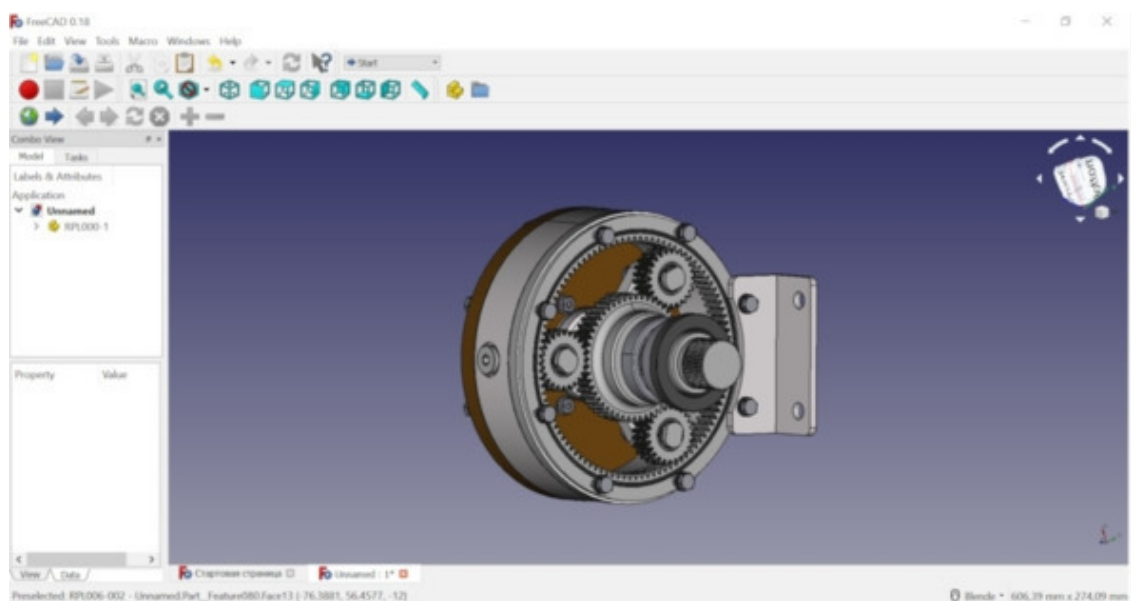 FreeCAD 0.18
File Edit View Tools Macro Windows Help
Start
Combo View
Model Tasks
Labels & Attributes
Application
Unnamed
RPL000-1
Property Value
View Data
Стартовая страница Unnamed : 1*
Preselected: RPL006-002 - Unnamed.Part__Feature080.Face13 (-76.3881, 56.4577, -12) Blende 606,39 mm x 274,09 mm